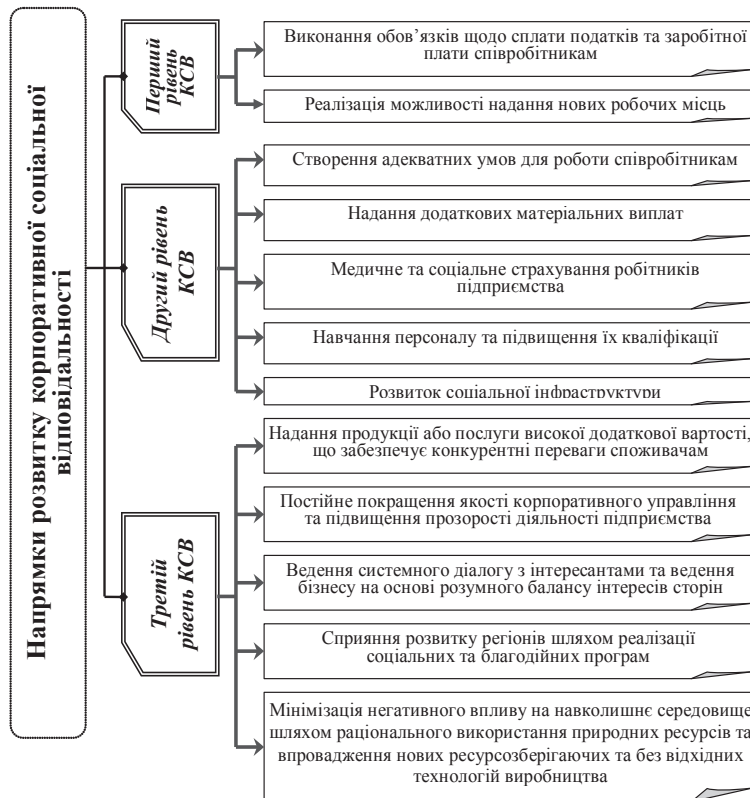 Напрямки розвитку корпоративної соціальної
відповідальності
Перший
рівень
КСВ
Виконання обов’язків щодо сплати податків та заробітної
плати співробітникам
Реалізація можливості надання нових робочих місць
Другий рівень
КСВ
Створення адекватних умов для роботи співробітникам
Надання додаткових матеріальних виплат
Медичне та соціальне страхування робітників
підприємства
Навчання персоналу та підвищення їх кваліфікації
Розвиток соціальної інфраструктури
Третій
рівень КСВ
Надання продукції або послуги високої додаткової вартості,
що забезпечує конкурентні переваги споживачам
Постійне покращення якості корпоративного управління
та підвищення прозорості діяльності підприємства
Ведення системного діалогу з інтересантами та ведення
бізнесу на основі розумного балансу інтересів сторін
Сприяння розвитку регіонів шляхом реалізації
соціальних та благодійних програм
Мінімізація негативного впливу на навколишнє середовище
шляхом раціонального використання природних ресурсів та
впровадження нових ресурсозберігаючих та без відхідних
технологій виробництва